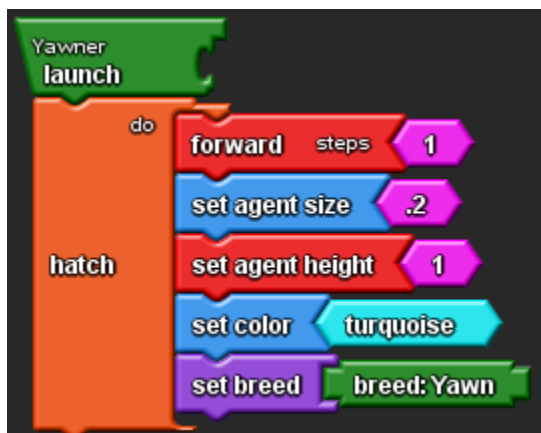 Yawner
launch
do
forward steps 1
set agent size .2
hatch
set agent height 1
set color turquoise
set breed breed: Yawn